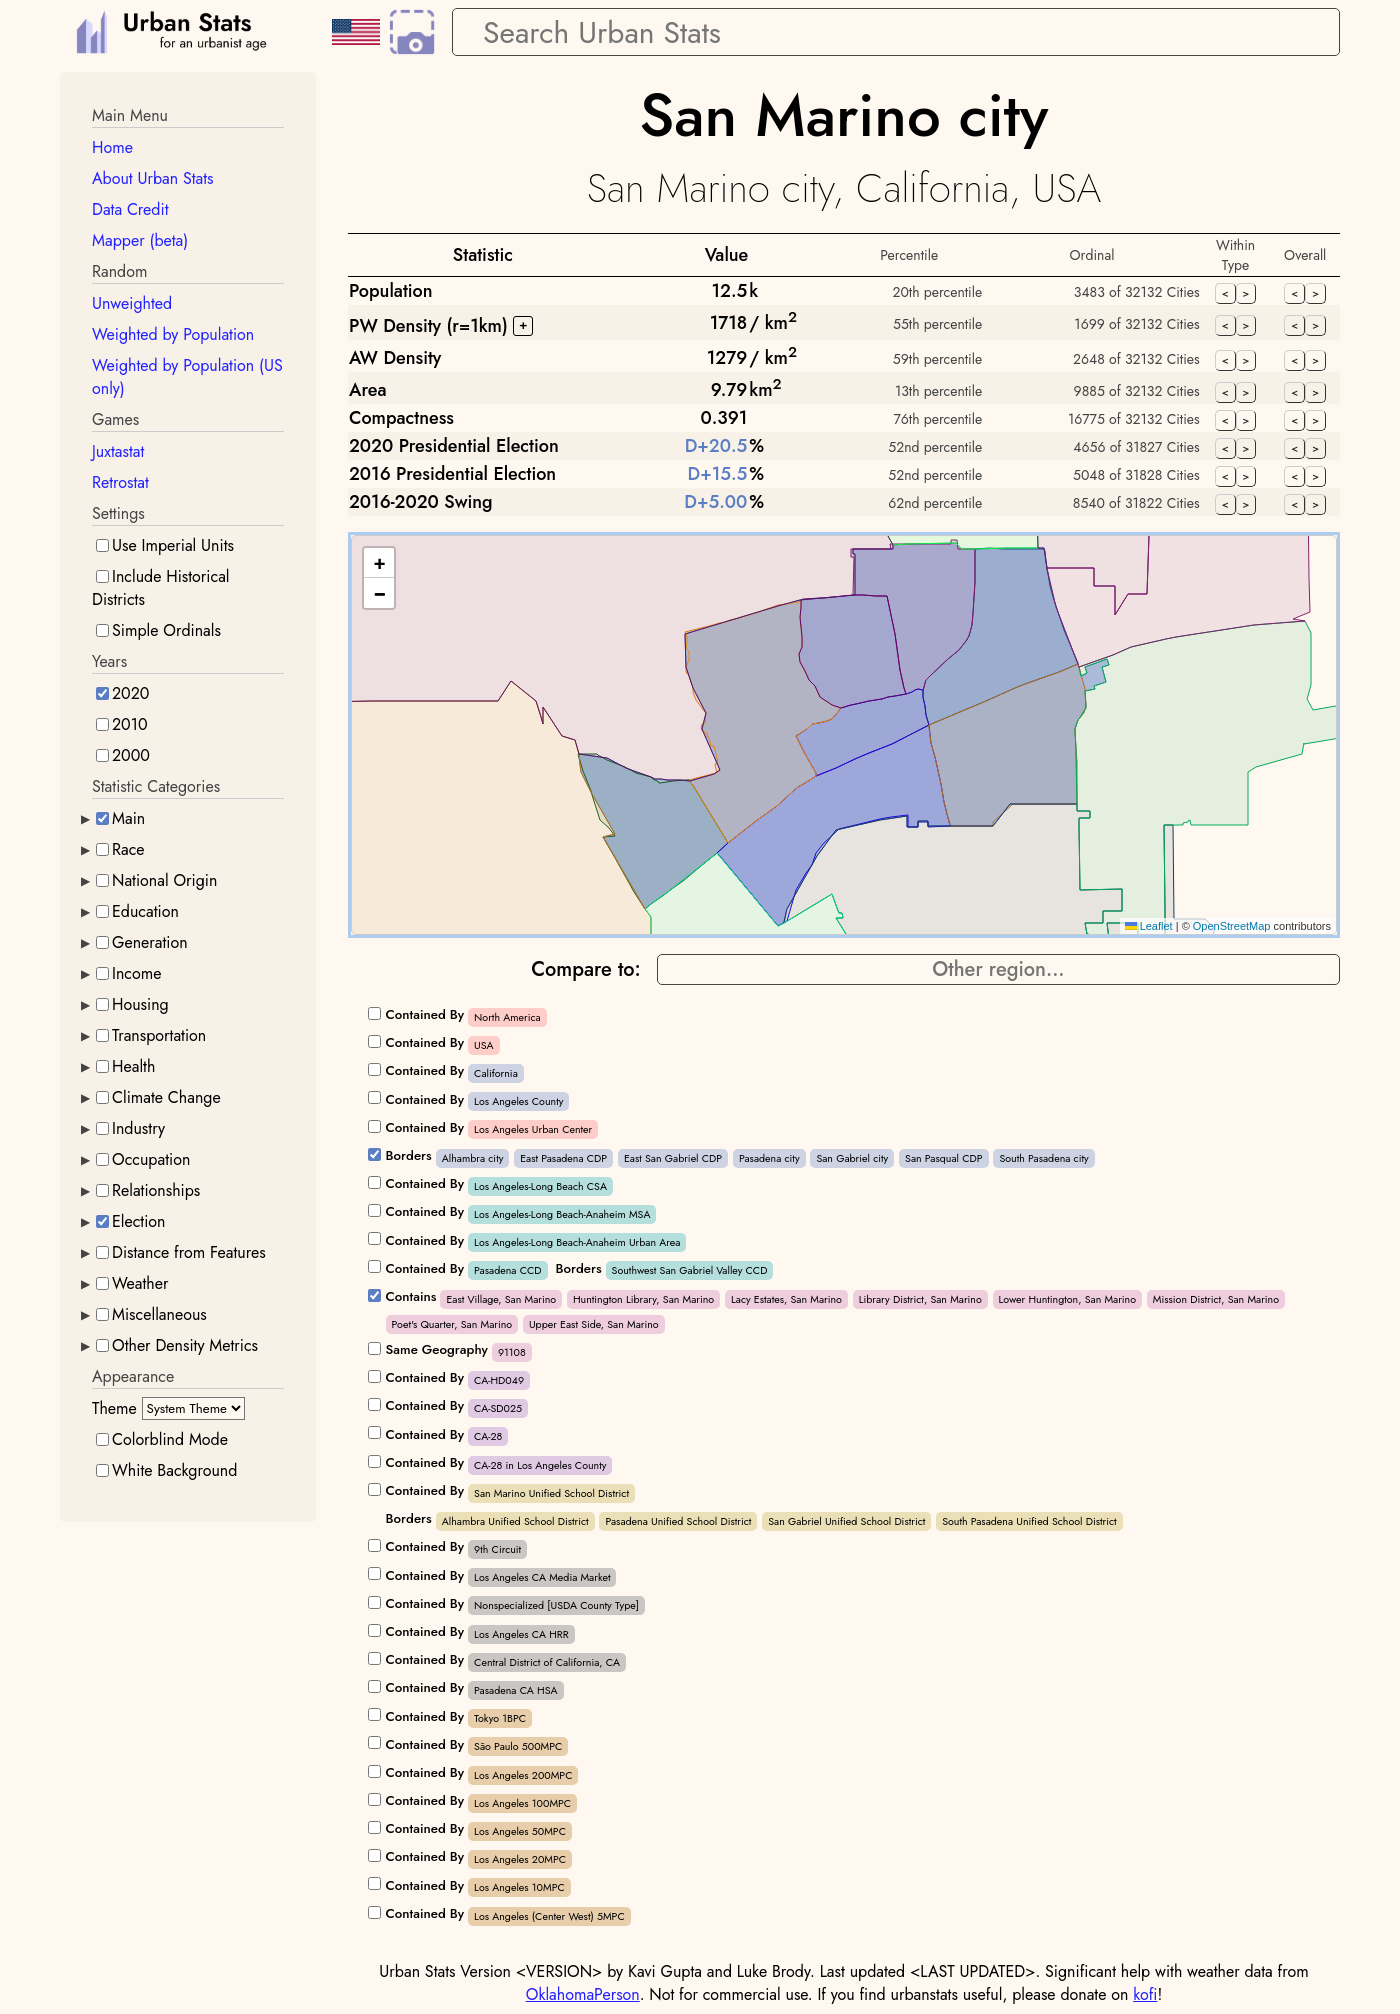 Urban Stats
for an urbanist age
Search Urban Stats
Main Menu
Home
About Urban Stats
Data Credit
Mapper (beta)
Random
Unweighted
Weighted by Population
Weighted by Population (US
only)
Games
Juxtastat
Retrostat
Settings
Use Imperial Units
Include Historical
Districts
Simple Ordinals
Years
2020
2010
2000
Statistic Categories
▶ Main
▶ Race
▶ National Origin
▶ Education
▶ Generation
▶ Income
▶ Housing
▶ Transportation
▶ Health
▶ Climate Change
▶ Industry
▶ Occupation
▶ Relationships
▶ Election
▶ Distance from Features
▶ Weather
▶ Miscellaneous
▶ Other Density Metrics
Appearance
Theme System Theme
Colorblind Mode
White Background
San Marino city
San Marino city, California, USA
Statistic Value Percentile Ordinal Within Type Overall
Population 12.5k 20th percentile 3483 of 32132 Cities < > < >
PW Density (r=1km) + 1718 / km² 55th percentile 1699 of 32132 Cities < > < >
AW Density 1279 / km² 59th percentile 2648 of 32132 Cities < > < >
Area 9.79 km² 13th percentile 9885 of 32132 Cities < > < >
Compactness 0.391 76th percentile 16775 of 32132 Cities < > < >
2020 Presidential Election D+20.5% 52nd percentile 4656 of 31827 Cities < > < >
2016 Presidential Election D+15.5% 52nd percentile 5048 of 31828 Cities < > < >
2016-2020 Swing D+5.00% 62nd percentile 8540 of 31822 Cities < > < >
+
−
Leaflet | © OpenStreetMap contributors
Compare to: Other region...
Contained By North America
Contained By USA
Contained By California
Contained By Los Angeles County
Contained By Los Angeles Urban Center
Borders Alhambra city East Pasadena CDP East San Gabriel CDP Pasadena city San Gabriel city San Pasqual CDP South Pasadena city
Contained By Los Angeles-Long Beach CSA
Contained By Los Angeles-Long Beach-Anaheim MSA
Contained By Los Angeles-Long Beach-Anaheim Urban Area
Contained By Pasadena CCD Borders Southwest San Gabriel Valley CCD
Contains East Village, San Marino Huntington Library, San Marino Lacy Estates, San Marino Library District, San Marino Lower Huntington, San Marino Mission District, San Marino
Poet's Quarter, San Marino Upper East Side, San Marino
Same Geography 91108
Contained By CA-HD049
Contained By CA-SD025
Contained By CA-28
Contained By CA-28 in Los Angeles County
Contained By San Marino Unified School District
Borders Alhambra Unified School District Pasadena Unified School District San Gabriel Unified School District South Pasadena Unified School District
Contained By 9th Circuit
Contained By Los Angeles CA Media Market
Contained By Nonspecialized [USDA County Type]
Contained By Los Angeles CA HRR
Contained By Central District of California, CA
Contained By Pasadena CA HSA
Contained By Tokyo 1BPC
Contained By São Paulo 500MPC
Contained By Los Angeles 200MPC
Contained By Los Angeles 100MPC
Contained By Los Angeles 50MPC
Contained By Los Angeles 20MPC
Contained By Los Angeles 10MPC
Contained By Los Angeles (Center West) 5MPC
Urban Stats Version <VERSION> by Kavi Gupta and Luke Brody. Last updated <LAST UPDATED>. Significant help with weather data from
OklahomaPerson. Not for commercial use. If you find urbanstats useful, please donate on kofi!